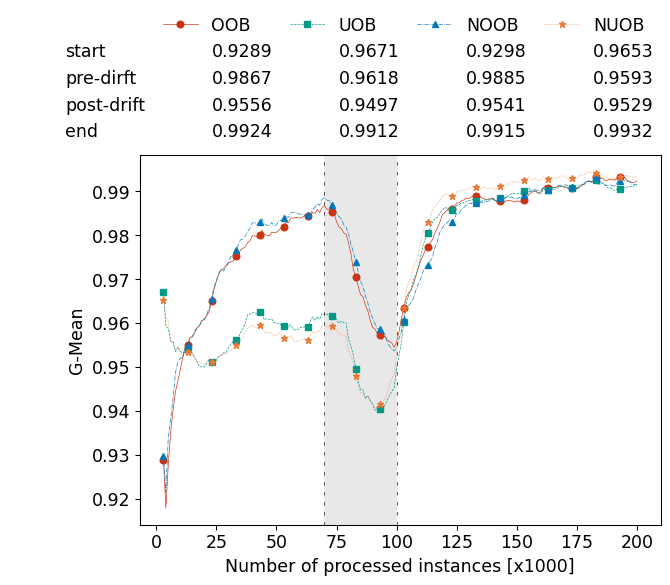 OOB UOB NOOB NUOB
start 0.9289 0.9671 0.9298 0.9653
pre-dirft 0.9867 0.9618 0.9885 0.9593
post-drift 0.9556 0.9497 0.9541 0.9529
end 0.9924 0.9912 0.9915 0.9932
0.99
0.98
0.97
0.96
0.95
0.94
0.93
0.92
G-Mean
0 25 50 75 100 125 150 175 200
Number of processed instances [x1000]